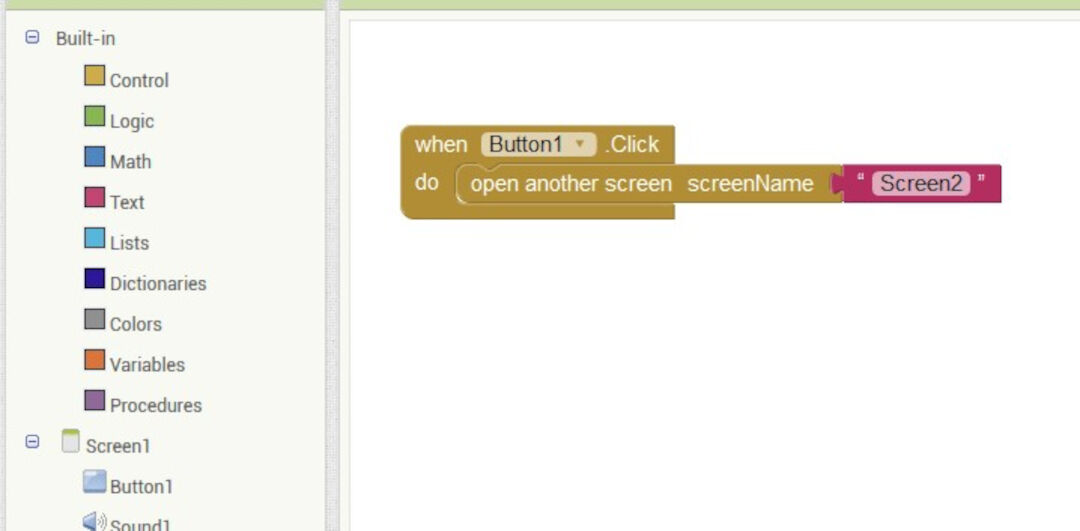 Built-in
Control
Logic
Math
Text
Lists
Dictionaries
Colors
Variables
Procedures
Screen1
Button1
Sound1
when Button1 .Click
do open another screen screenName “ Screen2 ”